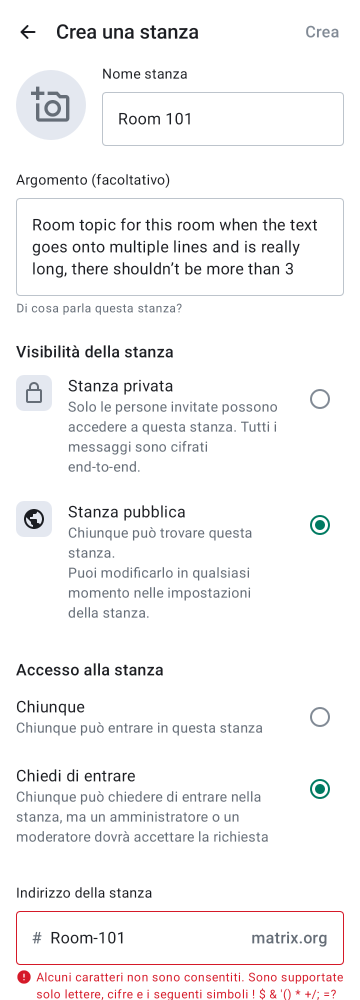 Crea una stanza
Crea
Nome stanza
Room 101
Argomento (facoltativo)
Room topic for this room when the text
goes onto multiple lines and is really
long, there shouldn’t be more than 3
Di cosa parla questa stanza?
Visibilità della stanza
Stanza privata
Solo le persone invitate possono
accedere a questa stanza. Tutti i
messaggi sono cifrati
end-to-end.
Stanza pubblica
Chiunque può trovare questa
stanza.
Puoi modificarlo in qualsiasi
momento nelle impostazioni
della stanza.
Accesso alla stanza
Chiunque
Chiunque può entrare in questa stanza
Chiedi di entrare
Chiunque può chiedere di entrare nella
stanza, ma un amministratore o un
moderatore dovrà accettare la richiesta
Indirizzo della stanza
# Room-101 matrix.org
Alcuni caratteri non sono consentiti. Sono supportate
solo lettere, cifre e i seguenti simboli ! $ & '() * +/; =?